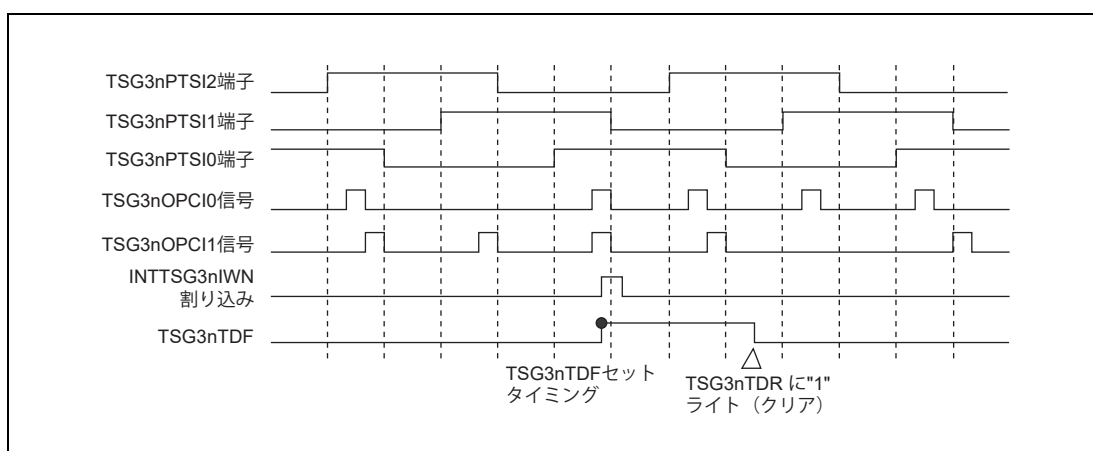 TSG3nPTSI2端子
TSG3nPTSI1端子
TSG3nPTSI0端子
TSG3nOPCI0信号
TSG3nOPCI1信号
INTTSG3nIWN
割り込み
TSG3nTDF
TSG3nTDFセット
タイミング
TSG3nTDR に"1"
ライト（クリア）